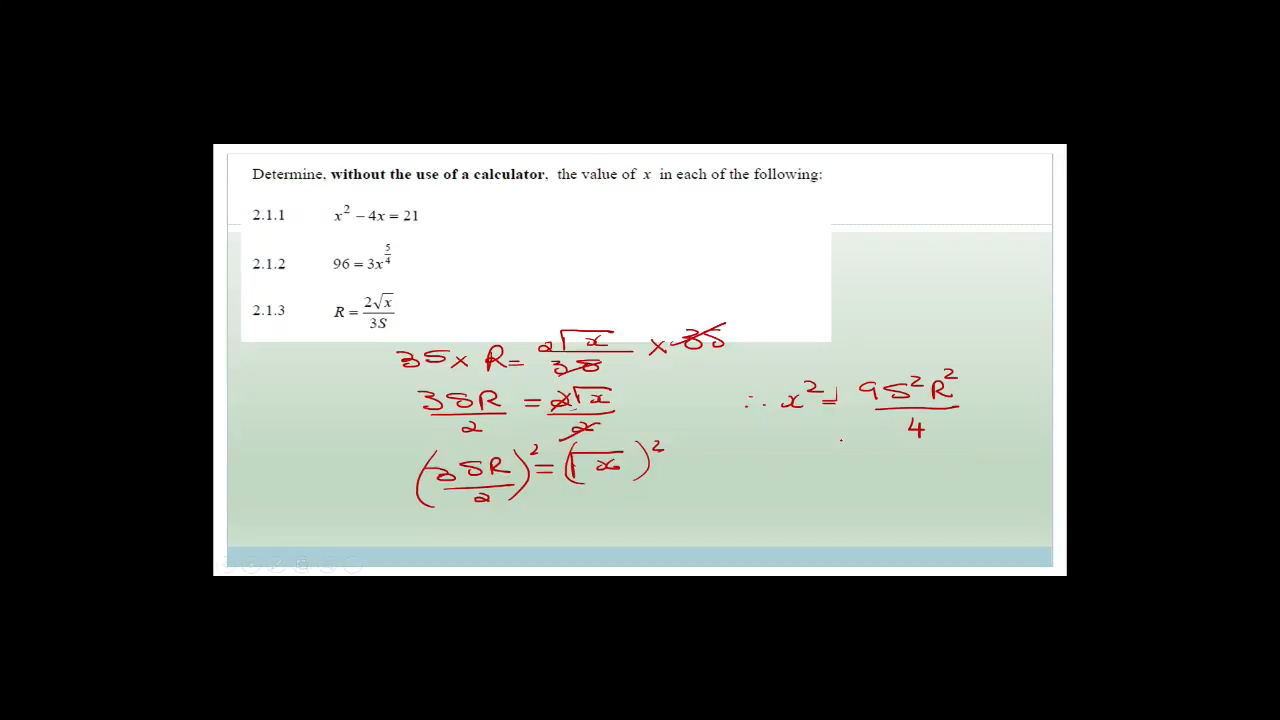 Determine, without the use of a calculator, the value of x in each of the following:
2.1.1 x² − 4x = 21
2.1.2 96 = 3x^(5/4)
2.1.3 R = 2√x / 3S
3S × R = 2√x / 3S × 3S
3SR / 2 = 2√x / 2
(3SR / 2)² = (√x)²
∴ x² = 9S²R² / 4